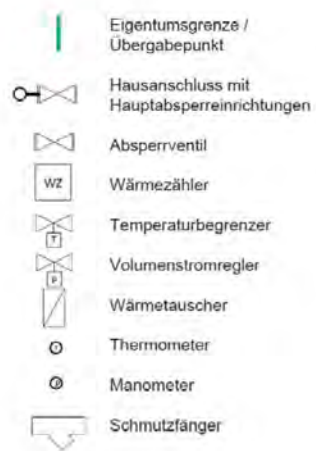 Eigentumsgrenze /
Übergabepunkt
Hausanschluss mit
Hauptabsperreinrichtungen
Absperrventil
WZ Wärmezähler
T Temperaturbegrenzer
P Volumenstromregler
Wärmetauscher
Thermometer
Manometer
Schmutzfänger